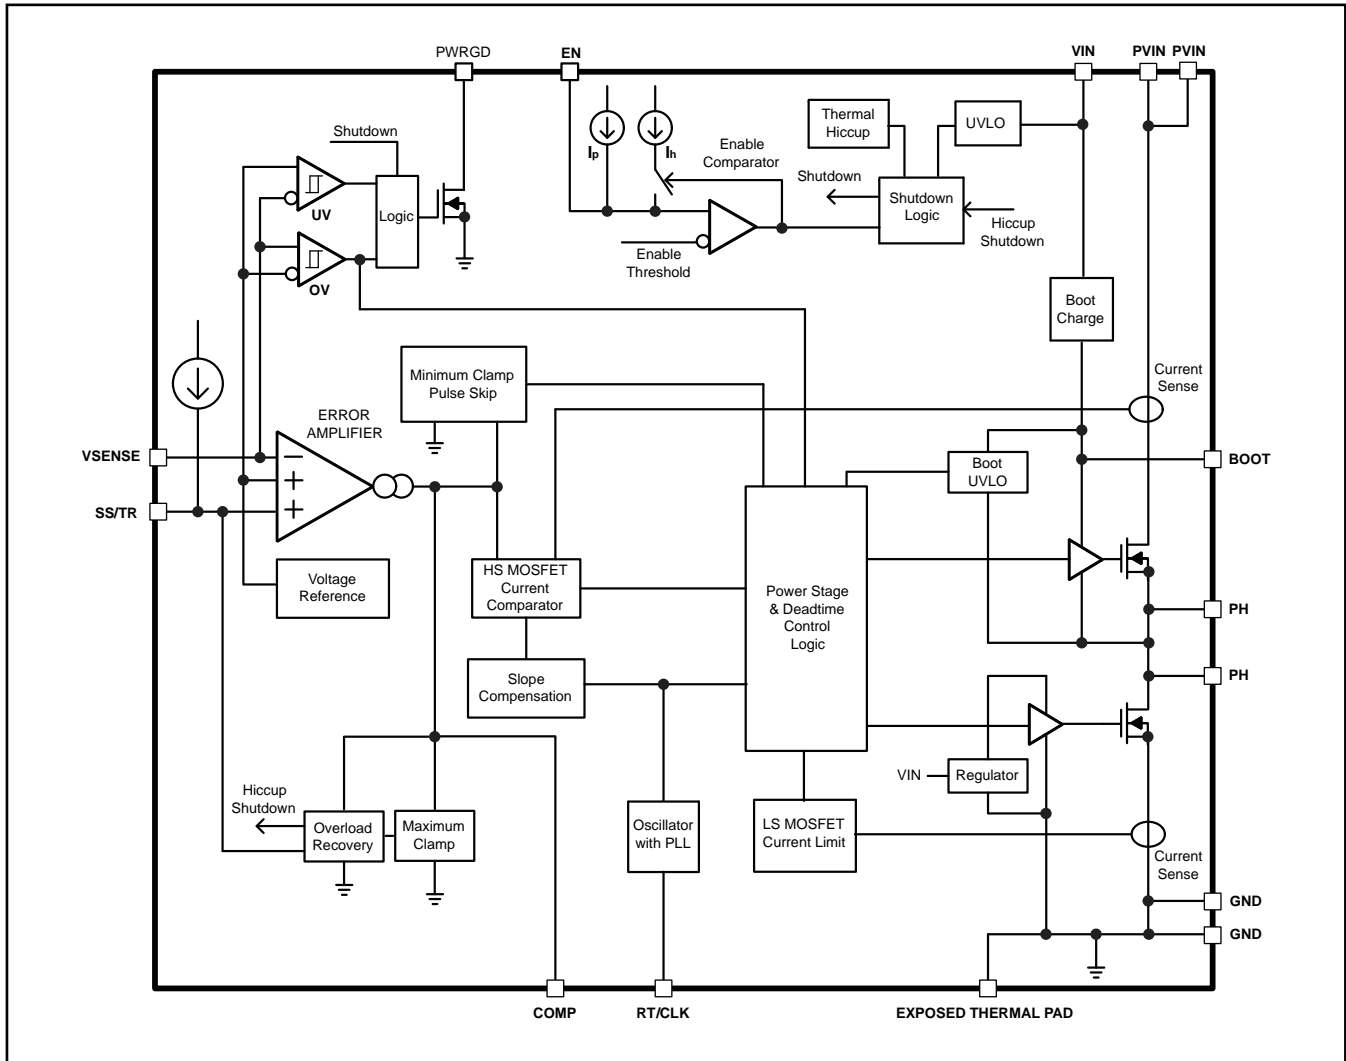 PWRGD
EN
VIN
PVIN PVIN
Shutdown
UV
Logic
OV
Ip
Ih
Enable
Comparator
Enable
Threshold
Thermal
Hiccup
UVLO
Shutdown
Shutdown
Logic
Hiccup
Shutdown
Boot
Charge
Current
Sense
Minimum Clamp
Pulse Skip
ERROR
AMPLIFIER
VSENSE
SS/TR
− + +
Voltage
Reference
HS MOSFET
Current
Comparator
Slope
Compensation
Power Stage
& Deadtime
Control
Logic
Boot
UVLO
BOOT
PH
PH
VIN
Regulator
Hiccup
Shutdown
Overload
Recovery
Maximum
Clamp
Oscillator
with PLL
LS MOSFET
Current Limit
Current
Sense
GND
GND
COMP
RT/CLK
EXPOSED THERMAL PAD